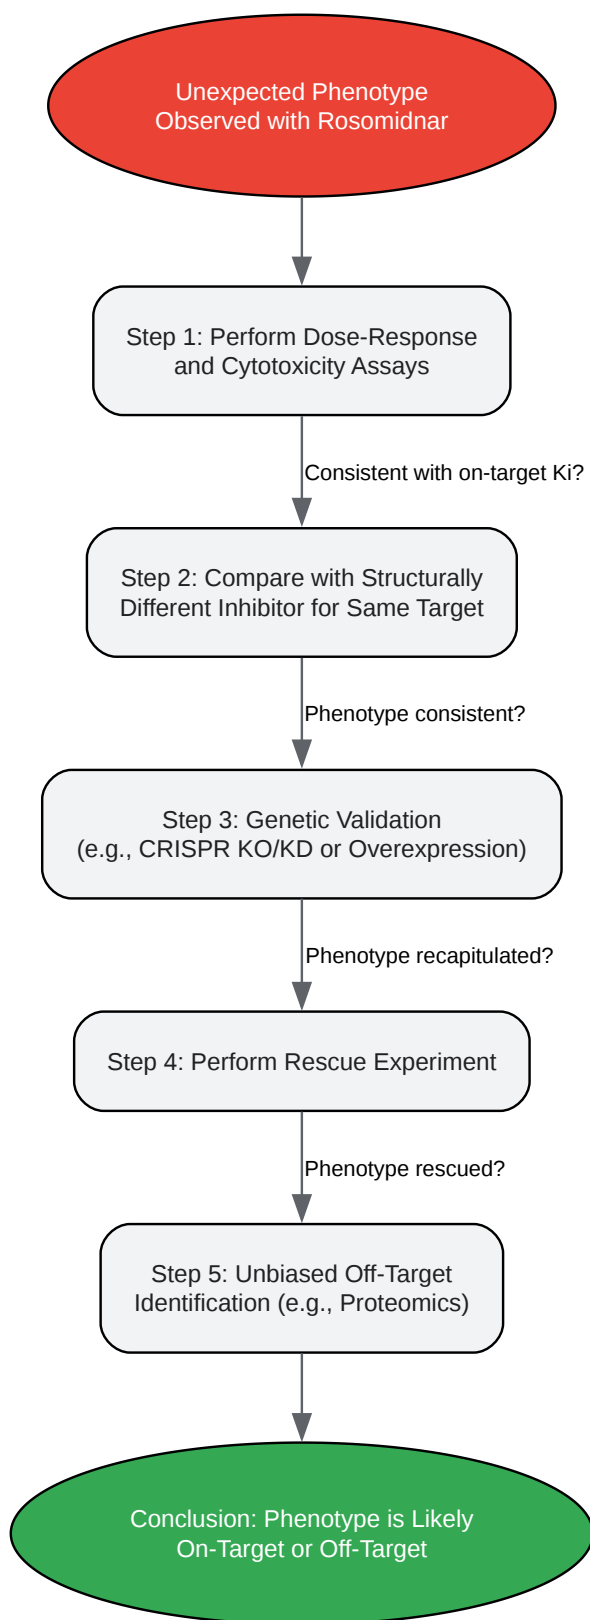 Unexpected Phenotype
Observed with Rosomidnar
Step 1: Perform Dose-Response
and Cytotoxicity Assays
Consistent with on-target Ki?
Step 2: Compare with Structurally
Different Inhibitor for Same Target
Phenotype consistent?
Step 3: Genetic Validation
(e.g., CRISPR KO/KD or Overexpression)
Phenotype recapitulated?
Step 4: Perform Rescue Experiment
Phenotype rescued?
Step 5: Unbiased Off-Target
Identification (e.g., Proteomics)
Conclusion: Phenotype is Likely
On-Target or Off-Target